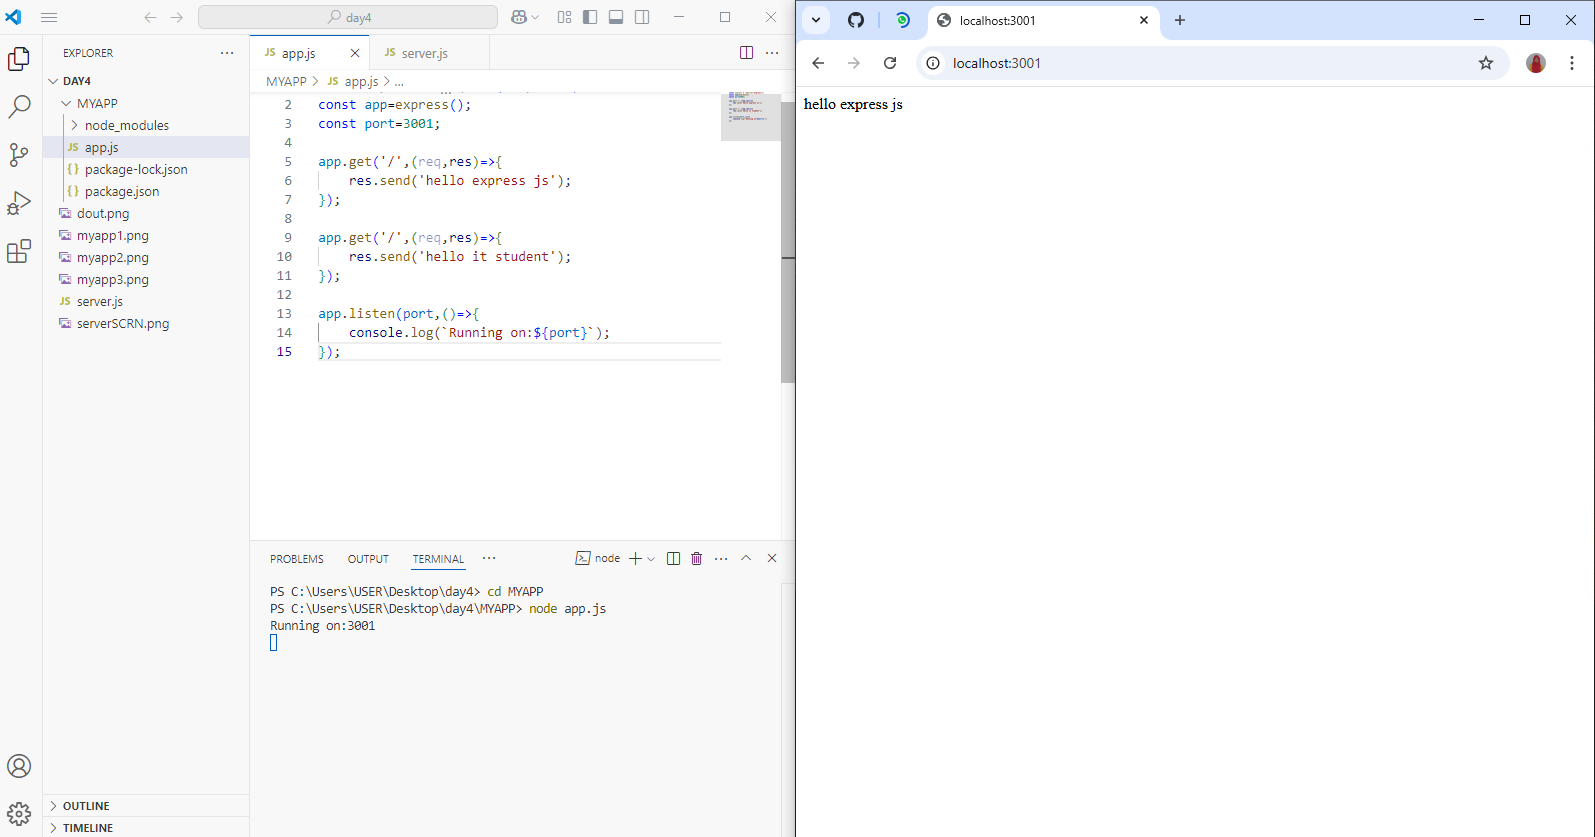 day4
EXPLORER
DAY4
MYAPP
node_modules
JS app.js
{} package-lock.json
{} package.json
dout.png
myapp1.png
myapp2.png
myapp3.png
JS server.js
serverSCRN.png
OUTLINE
TIMELINE
JS app.js
JS server.js
MYAPP > JS app.js > ...
2 const app=express();
3 const port=3001;
4
5 app.get('/',(req,res)=>{
6 res.send('hello express js');
7 });
8
9 app.get('/',(req,res)=>{
10 res.send('hello it student');
11 });
12
13 app.listen(port,()=>{
14 console.log(`Running on:${port}`);
15 });
PROBLEMS OUTPUT TERMINAL ... node
PS C:\Users\USER\Desktop\day4> cd MYAPP
PS C:\Users\USER\Desktop\day4\MYAPP> node app.js
Running on:3001
localhost:3001
localhost:3001
hello express js